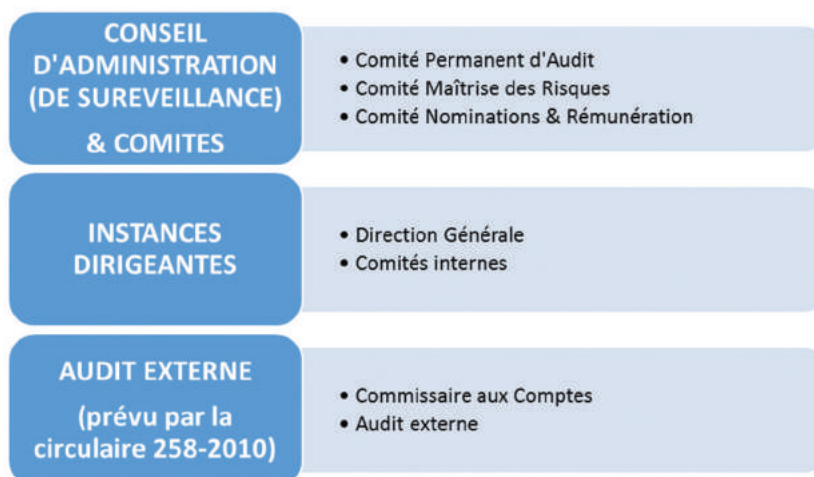 CONSEIL
D'ADMINISTRATION
(DE SUREVEILLANCE)
& COMITES
• Comité Permanent d'Audit
• Comité Maîtrise des Risques
• Comité Nominations & Rémunération
INSTANCES
DIRIGEANTES
• Direction Générale
• Comités internes
AUDIT EXTERNE
(prévu par la
circulaire 258-2010)
• Commissaire aux Comptes
• Audit externe